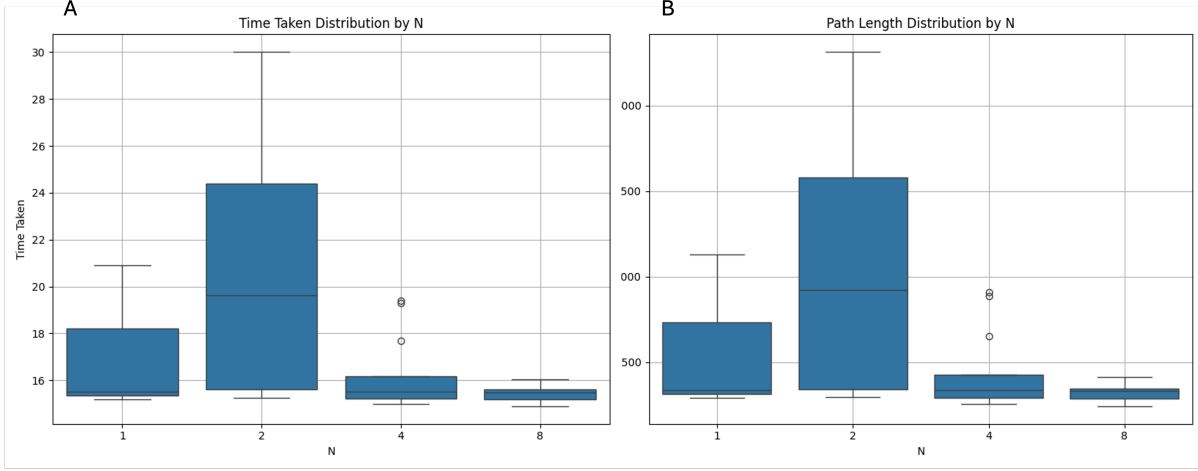 A
Time Taken Distribution by N
Time Taken
30
28
26
24
22
20
18
16
1 2 4 8
N
B
Path Length Distribution by N
000
500
000
500
1 2 4 8
N